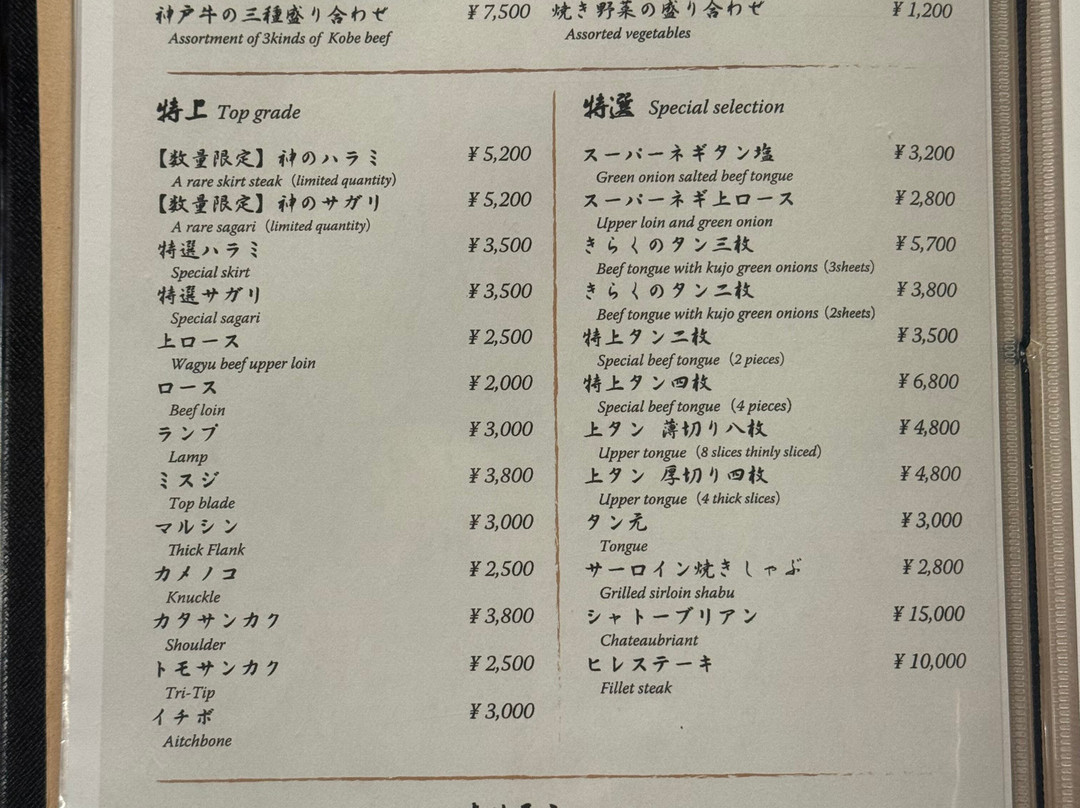 神戸牛の三種盛り合わせ ¥7,500
Assortment of 3kinds of Kobe beef
焼き野菜の盛り合わせ ¥1,200
Assorted vegetables
特上 Top grade
【数量限定】神のハラミ ¥5,200
A rare skirt steak (limited quantity)
【数量限定】神のサガリ ¥5,200
A rare sagari (limited quantity)
特選ハラミ ¥3,500
Special skirt
特選サガリ ¥3,500
Special sagari
上ロース ¥2,500
Wagyu beef upper loin
ロース ¥2,000
Beef loin
ランプ ¥3,000
Lamp
ミスジ ¥3,800
Top blade
マルシン ¥3,000
Thick Flank
カメノコ ¥2,500
Knuckle
カタサンカク ¥3,800
Shoulder
トモサンカク ¥2,500
Tri-Tip
イチボ ¥3,000
Aitchbone
特選 Special selection
スーパーネギタン塩 ¥3,200
Green onion salted beef tongue
スーパーネギ上ロース ¥2,800
Upper loin and green onion
きらくのタン三枚 ¥5,700
Beef tongue with kujo green onions (3sheets)
きらくのタン二枚 ¥3,800
Beef tongue with kujo green onions (2sheets)
特上タン二枚 ¥3,500
Special beef tongue (2 pieces)
特上タン四枚 ¥6,800
Special beef tongue (4 pieces)
上タン 薄切り八枚 ¥4,800
Upper tongue (8 slices thinly sliced)
上タン 厚切り四枚 ¥4,800
Upper tongue (4 thick slices)
タン元 ¥3,000
Tongue
サーロイン焼きしゃぶ ¥2,800
Grilled sirloin shabu
シャトーブリアン ¥15,000
Chateaubriant
ヒレステーキ ¥10,000
Fillet steak